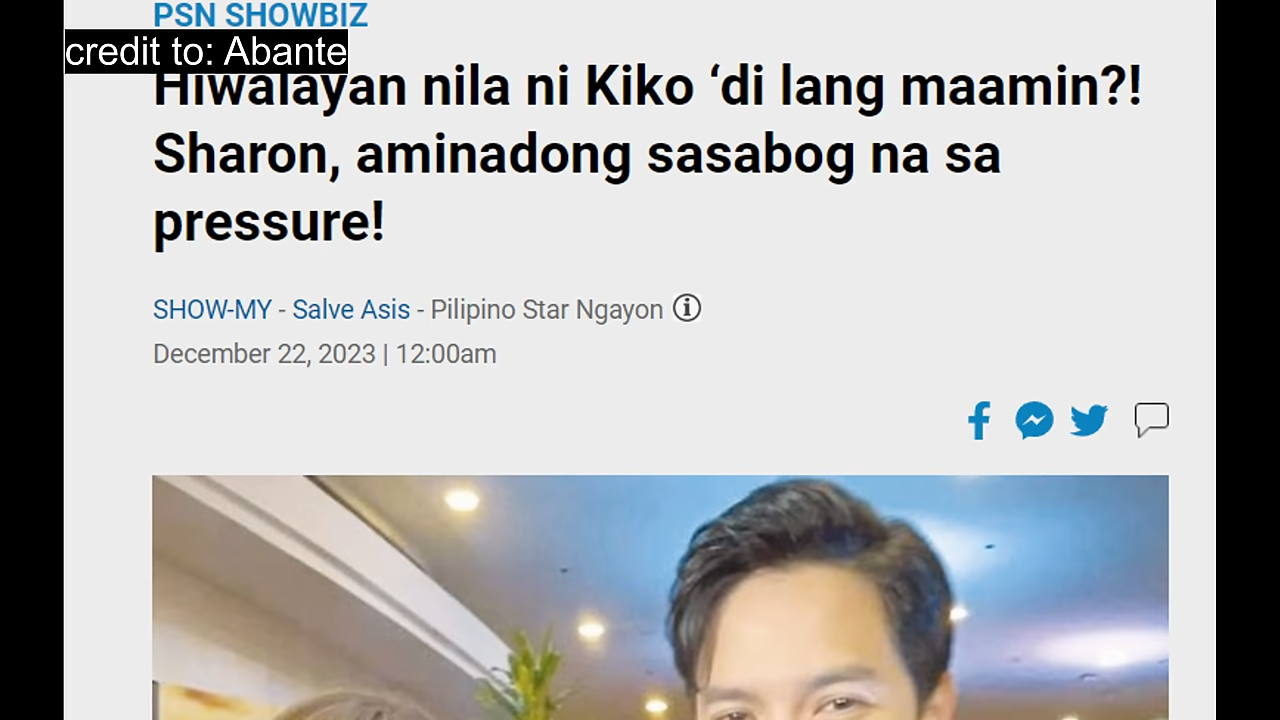 PSN SHOWBIZ
credit to: Abante
Hiwalayan nila ni Kiko ‘di lang maamin?!
Sharon, aminadong sasabog na sa
pressure!
SHOW-MY - Salve Asis - Pilipino Star Ngayon
December 22, 2023 | 12:00am